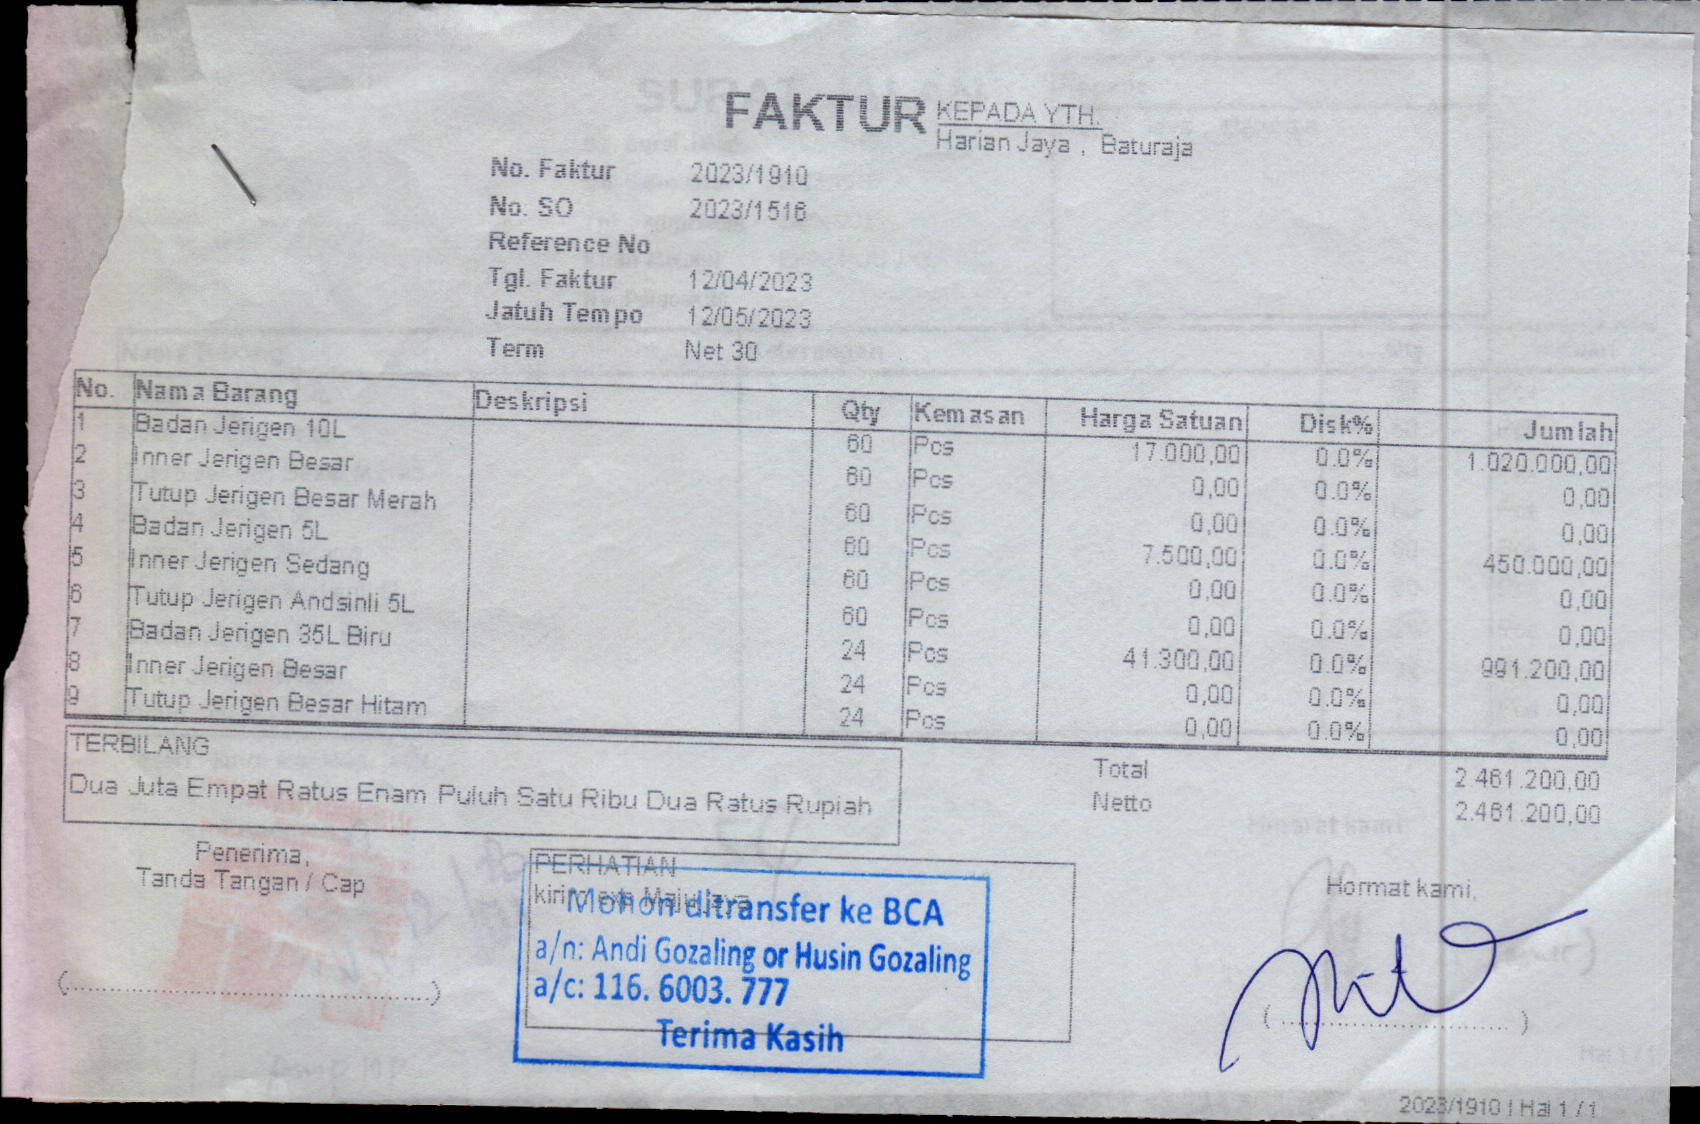 FAKTUR
KEPADA YTH.
Harian Jaya , Baturaja
No. Faktur 2023/1910
No. SO 2023/1516
Reference No
Tgl. Faktur 12/04/2023
Jatuh Tempo 12/05/2023
Term Net 30
No. Nama Barang Deskripsi Qty Kemasan Harga Satuan Disk% Jumlah
1 Badan Jerigen 10L 60 Pcs 17.000,00 0.0% 1.020.000,00
2 Inner Jerigen Besar 60 Pcs 0,00 0.0% 0,00
3 Tutup Jerigen Besar Merah 60 Pcs 0,00 0.0% 0,00
4 Badan Jerigen 5L 60 Pcs 7.500,00 0.0% 450.000,00
5 Inner Jerigen Sedang 60 Pcs 0,00 0.0% 0,00
6 Tutup Jerigen Andsinli 5L 60 Pcs 0,00 0.0% 0,00
7 Badan Jerigen 35L Biru 24 Pcs 41.300,00 0.0% 991.200,00
8 Inner Jerigen Besar 24 Pcs 0,00 0.0% 0,00
9 Tutup Jerigen Besar Hitam 24 Pcs 0,00 0.0% 0,00
TERBILANG
Dua Juta Empat Ratus Enam Puluh Satu Ribu Dua Ratus Rupiah
Total 2.461.200,00
Netto 2.461.200,00
Penerima,
Tanda Tangan / Cap
(........................................)
PERHATIAN
kirim exp Maju Jaya
Mohon ditransfer ke BCA
a/n: Andi Gozaling or Husin Gozaling
a/c: 116. 6003. 777
Terima Kasih
Hormat kami,
(........................................)
2023/1910 | Hal 1 / 1